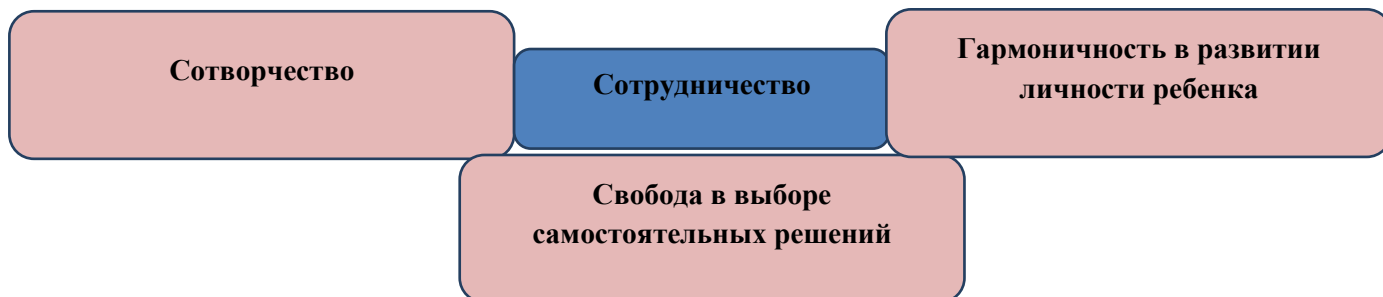 Сотворчество
Сотрудничество
Гармоничность в развитии
личности ребенка
Свобода в выборе
самостоятельных решений